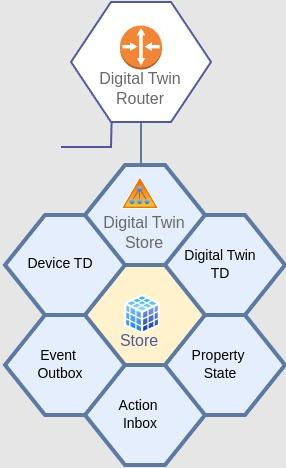 Digital Twin
Router
Digital Twin
Store
Device TD
Digital Twin
TD
Store
Event
Outbox
Property
State
Action
Inbox